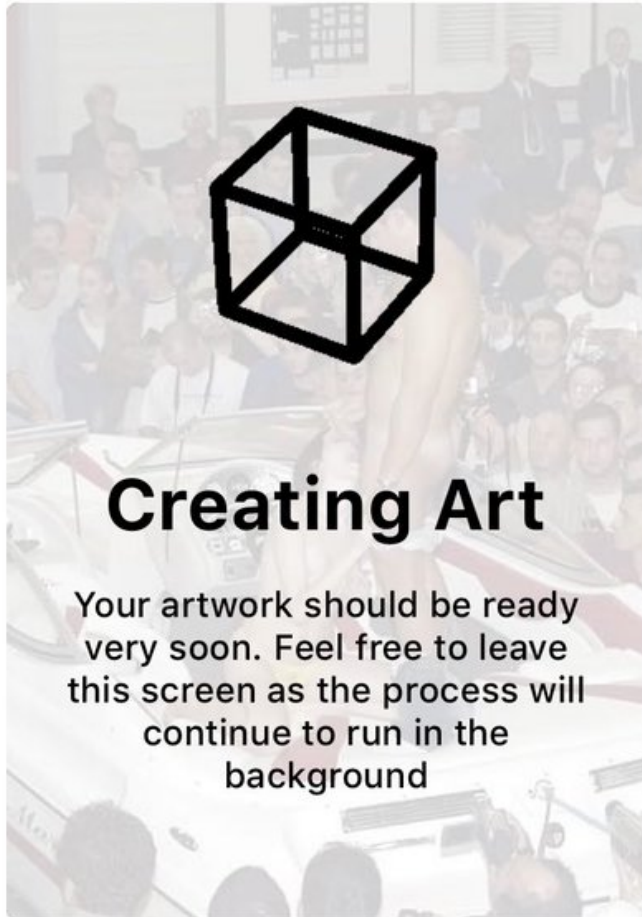 Creating Art
Your artwork should be ready
very soon. Feel free to leave
this screen as the process will
continue to run in the
background